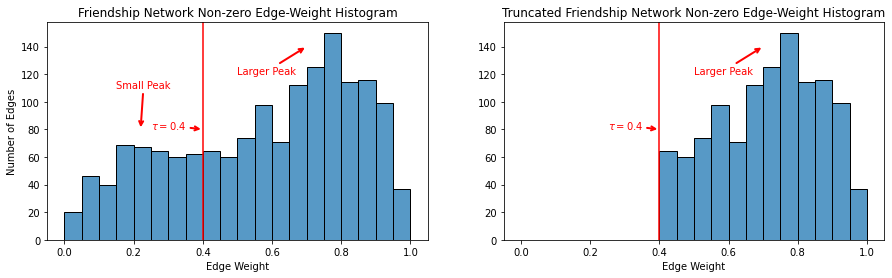 Friendship Network Non-zero Edge-Weight Histogram
Number of Edges
140
120
100
80
60
40
20
0
Small Peak
Larger Peak
τ = 0.4
0.0 0.2 0.4 0.6 0.8 1.0
Edge Weight
Truncated Friendship Network Non-zero Edge-Weight Histogram
140
120
100
80
60
40
20
0
Larger Peak
τ = 0.4
0.0 0.2 0.4 0.6 0.8 1.0
Edge Weight